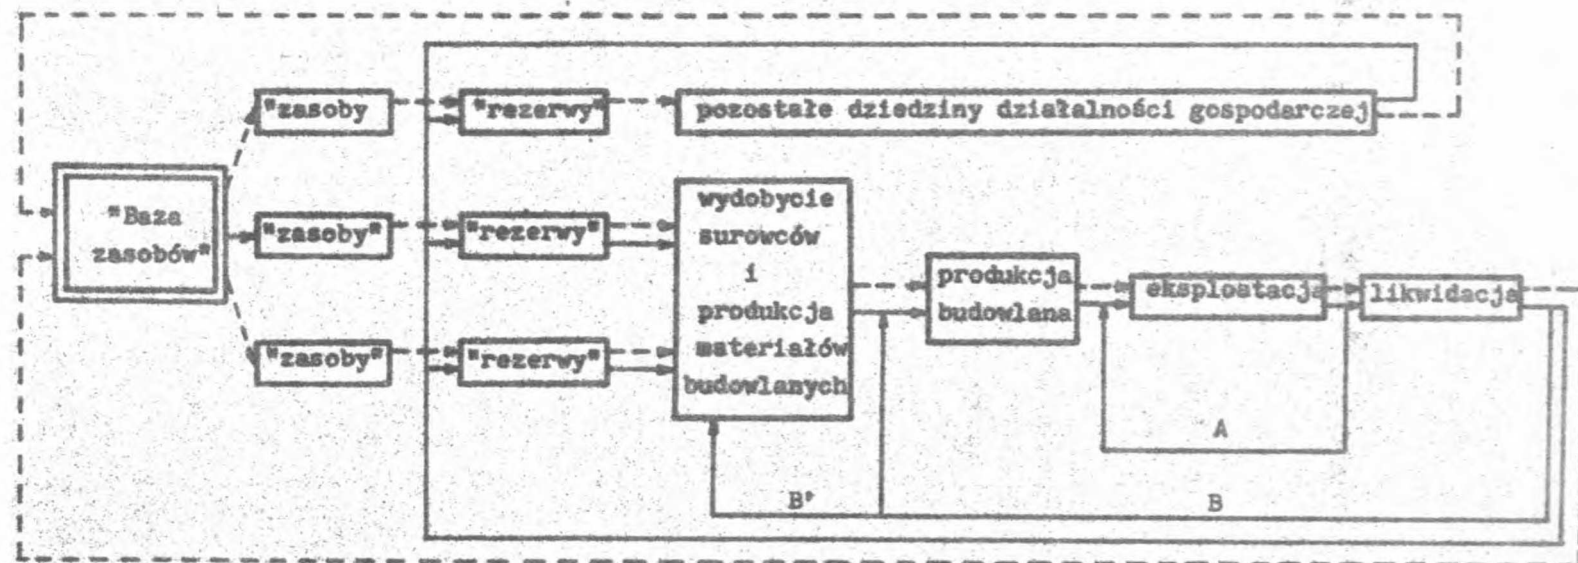 "zasoby
"rezerwy"
pozostałe dziedziny działalności gospodarczej
"Baza
zasobów"
"zasoby"
"rezerwy"
wydobycie
surowców
i
produkcja
materiałów
budowlanych
produkcja
budowlana
eksploatacja
likwidacja
"zasoby"
"rezerwy"
A
B'
B